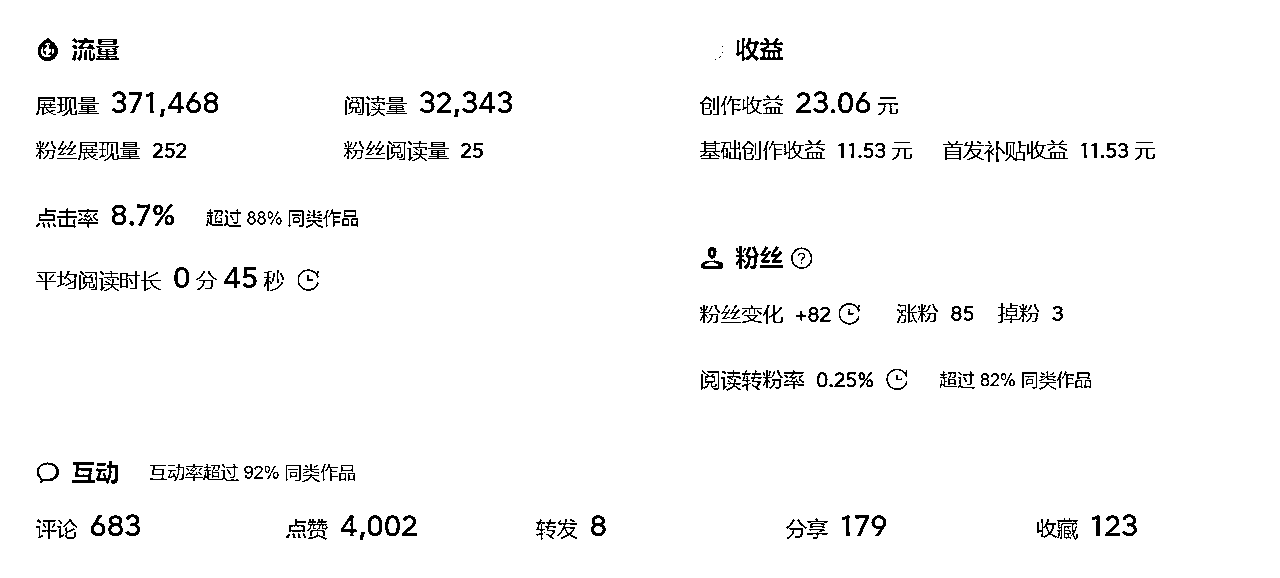 流量
展现量 371,468 阅读量 32,343
粉丝展现量 252 粉丝阅读量 25
点击率 8.7% 超过 88% 同类作品
平均阅读时长 0 分 45 秒
收益
创作收益 23.06 元
基础创作收益 11.53 元 首发补贴收益 11.53 元
粉丝 ?
粉丝变化 +82 涨粉 85 掉粉 3
阅读转粉率 0.25% 超过 82% 同类作品
互动 互动率超过 92% 同类作品
评论 683 点赞 4,002 转发 8 分享 179 收藏 123